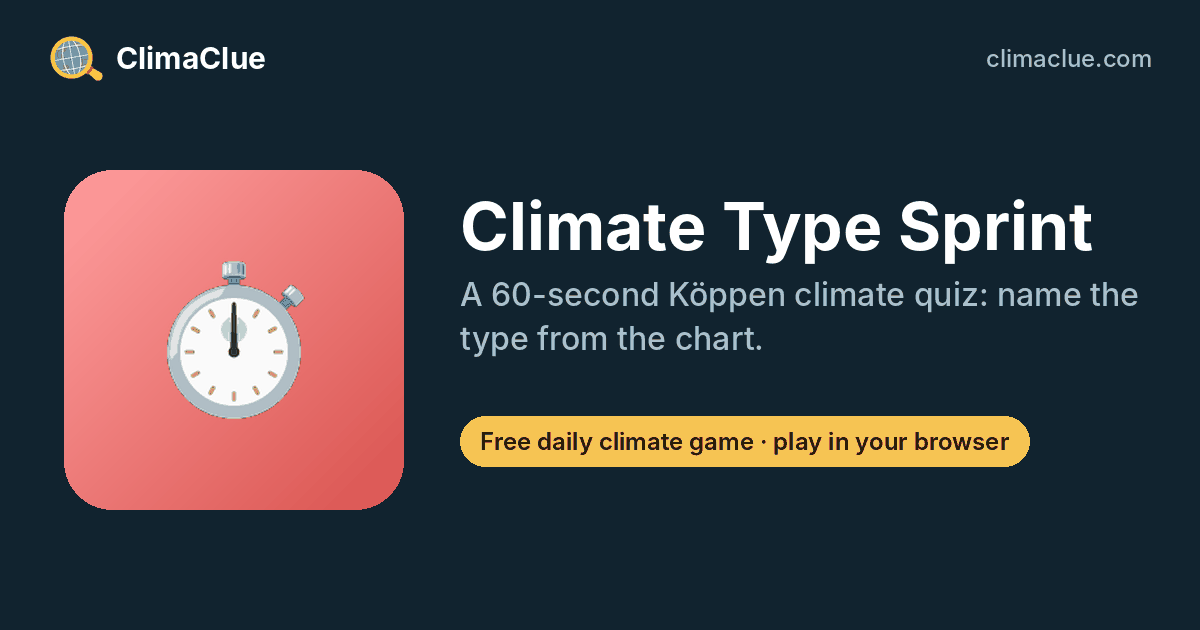 ClimaClue
climaclue.com
Climate Type Sprint
A 60-second Köppen climate quiz: name the
type from the chart.
Free daily climate game · play in your browser